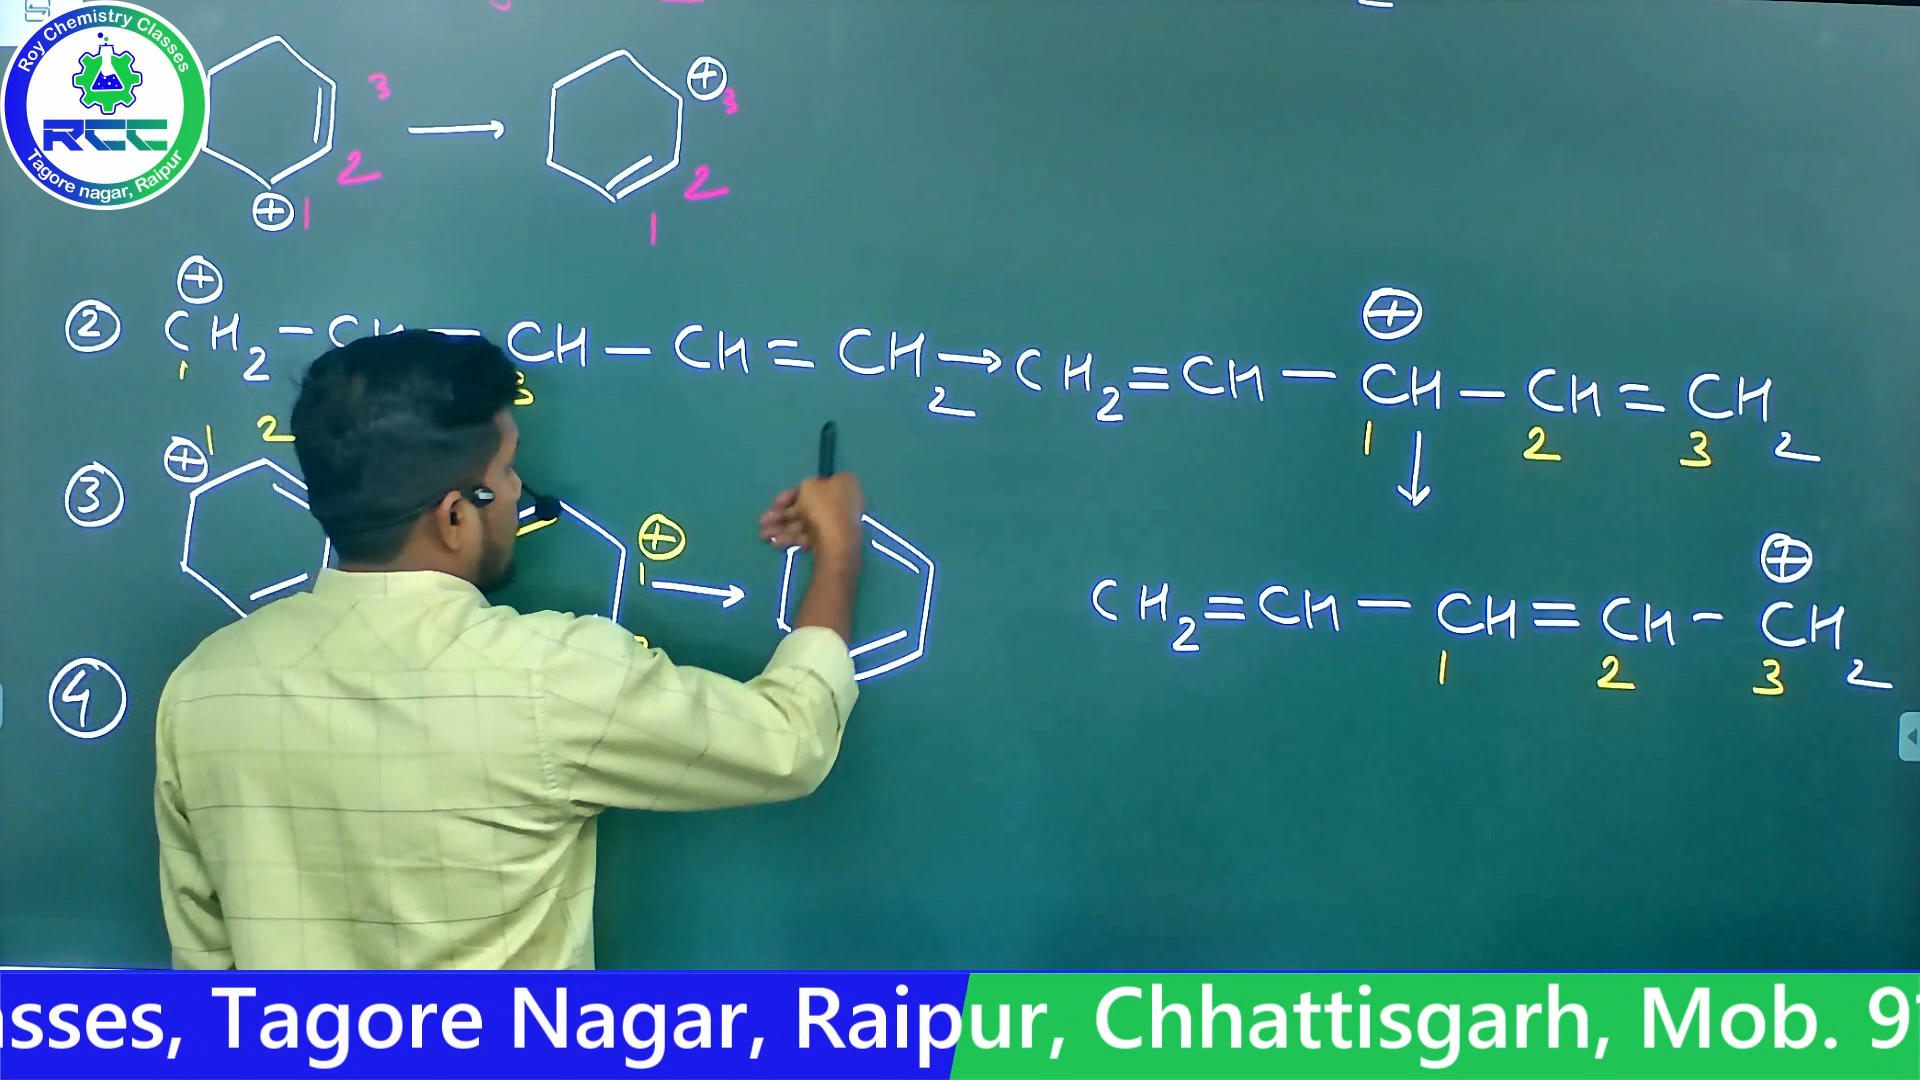 Roy Chemistry Classes
RCC
Tagore nagar, Raipur
3
2
⊕ 1
⊕
3
2
1
⊕
② CH2 – CH – CH – CH = CH2 → CH2 = CH – CH – CH = CH2
1 3
⊕
1 2 3
③ ⊕ 1 2
⊕
1
④
CH2 = CH – CH = CH – CH2
⊕
1 2 3
asses, Tagore Nagar, Raipur, Chhattisgarh, Mob. 9